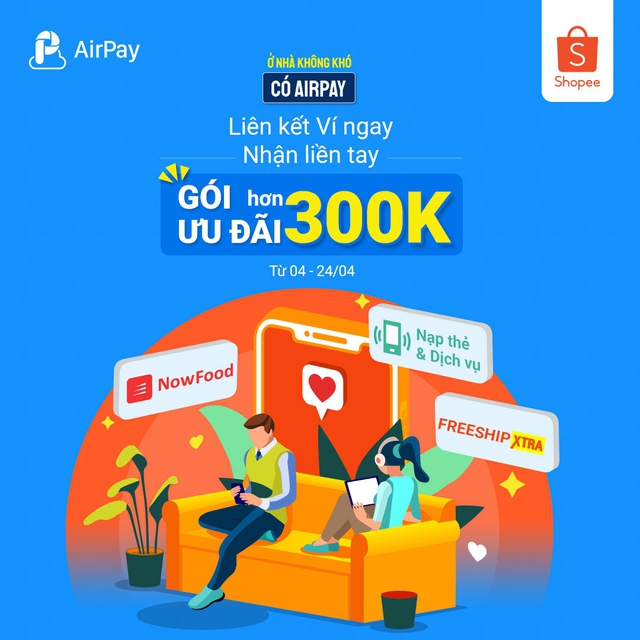 AirPay
Shopee
Ở NHÀ KHÔNG KHÓ
CÓ AIRPAY
Liên kết Ví ngay
Nhận liền tay
GÓI hơn 300K
ƯU ĐÃI
Từ 04 - 24/04
Nạp thẻ
& Dịch vụ
NowFood
FREESHIP XTRA